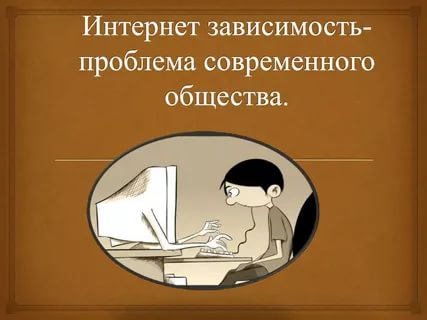 Интернет зависимость-
проблема современного
общества.